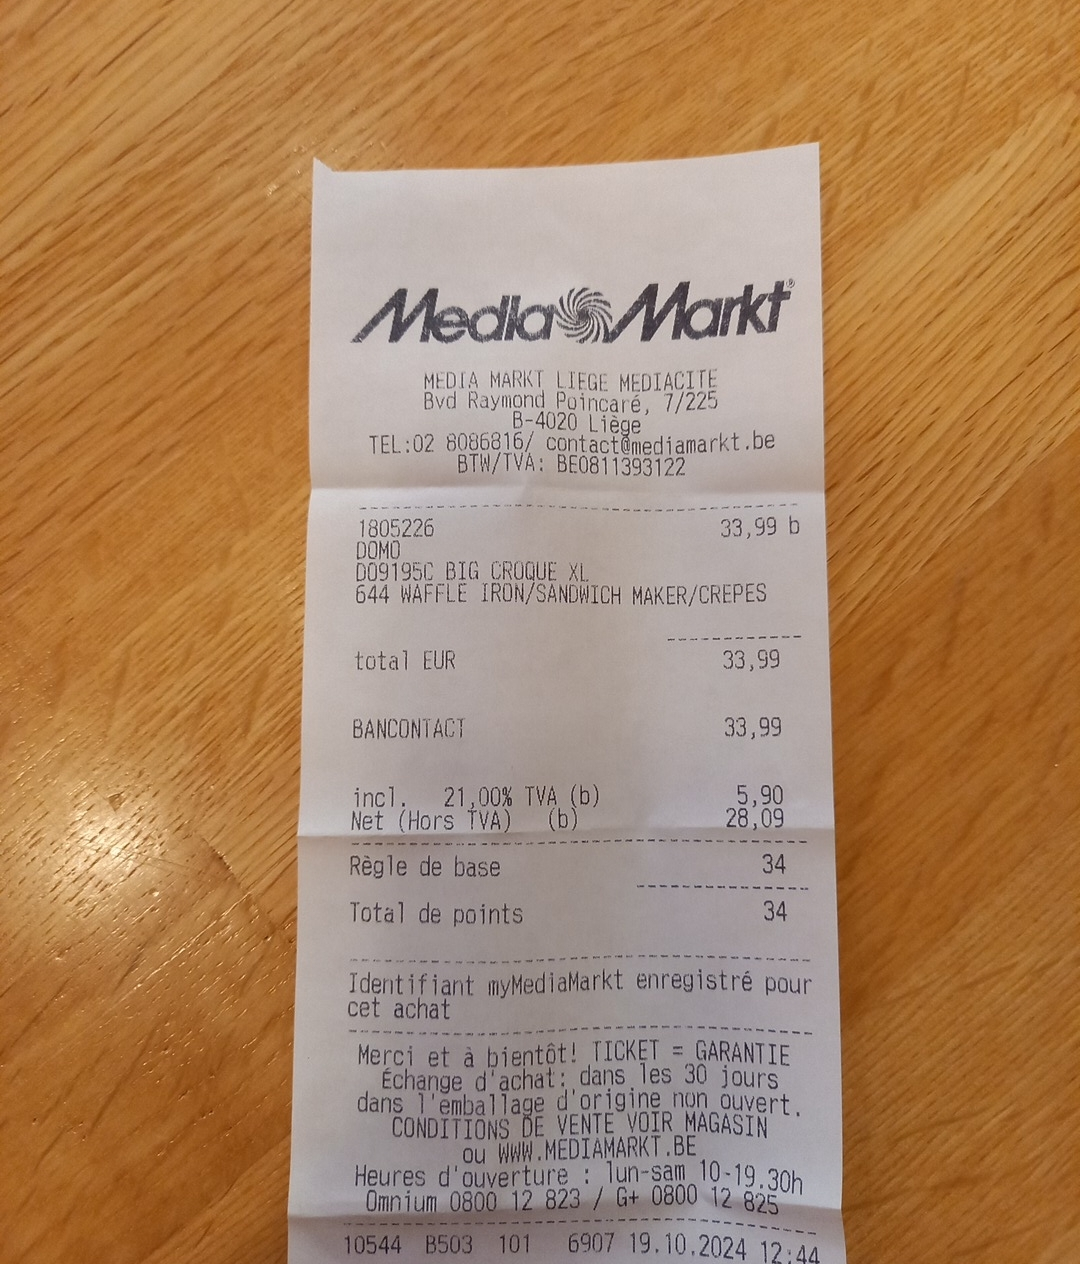 Media Markt®
MEDIA MARKT LIEGE MEDIACITE
Bvd Raymond Poincaré, 7/225
B-4020 Liège
TEL:02 8086816/ contact@mediamarkt.be
BTW/TVA: BE0811393122
1805226 33,99 b
DOMO
DO9195C BIG CROQUE XL
644 WAFFLE IRON/SANDWICH MAKER/CREPES
total EUR 33,99
BANCONTACT 33,99
incl. 21,00% TVA (b) 5,90
Net (Hors TVA) (b) 28,09
Règle de base 34
Total de points 34
Identifiant myMediaMarkt enregistré pour
cet achat
Merci et à bientôt! TICKET = GARANTIE
Échange d'achat: dans les 30 jours
dans l'emballage d'origine non ouvert.
CONDITIONS DE VENTE VOIR MAGASIN
ou WWW.MEDIAMARKT.BE
Heures d'ouverture : lun-sam 10-19.30h
Omnium 0800 12 823 / G+ 0800 12 825
10544 B503 101 6907 19.10.2024 12:44